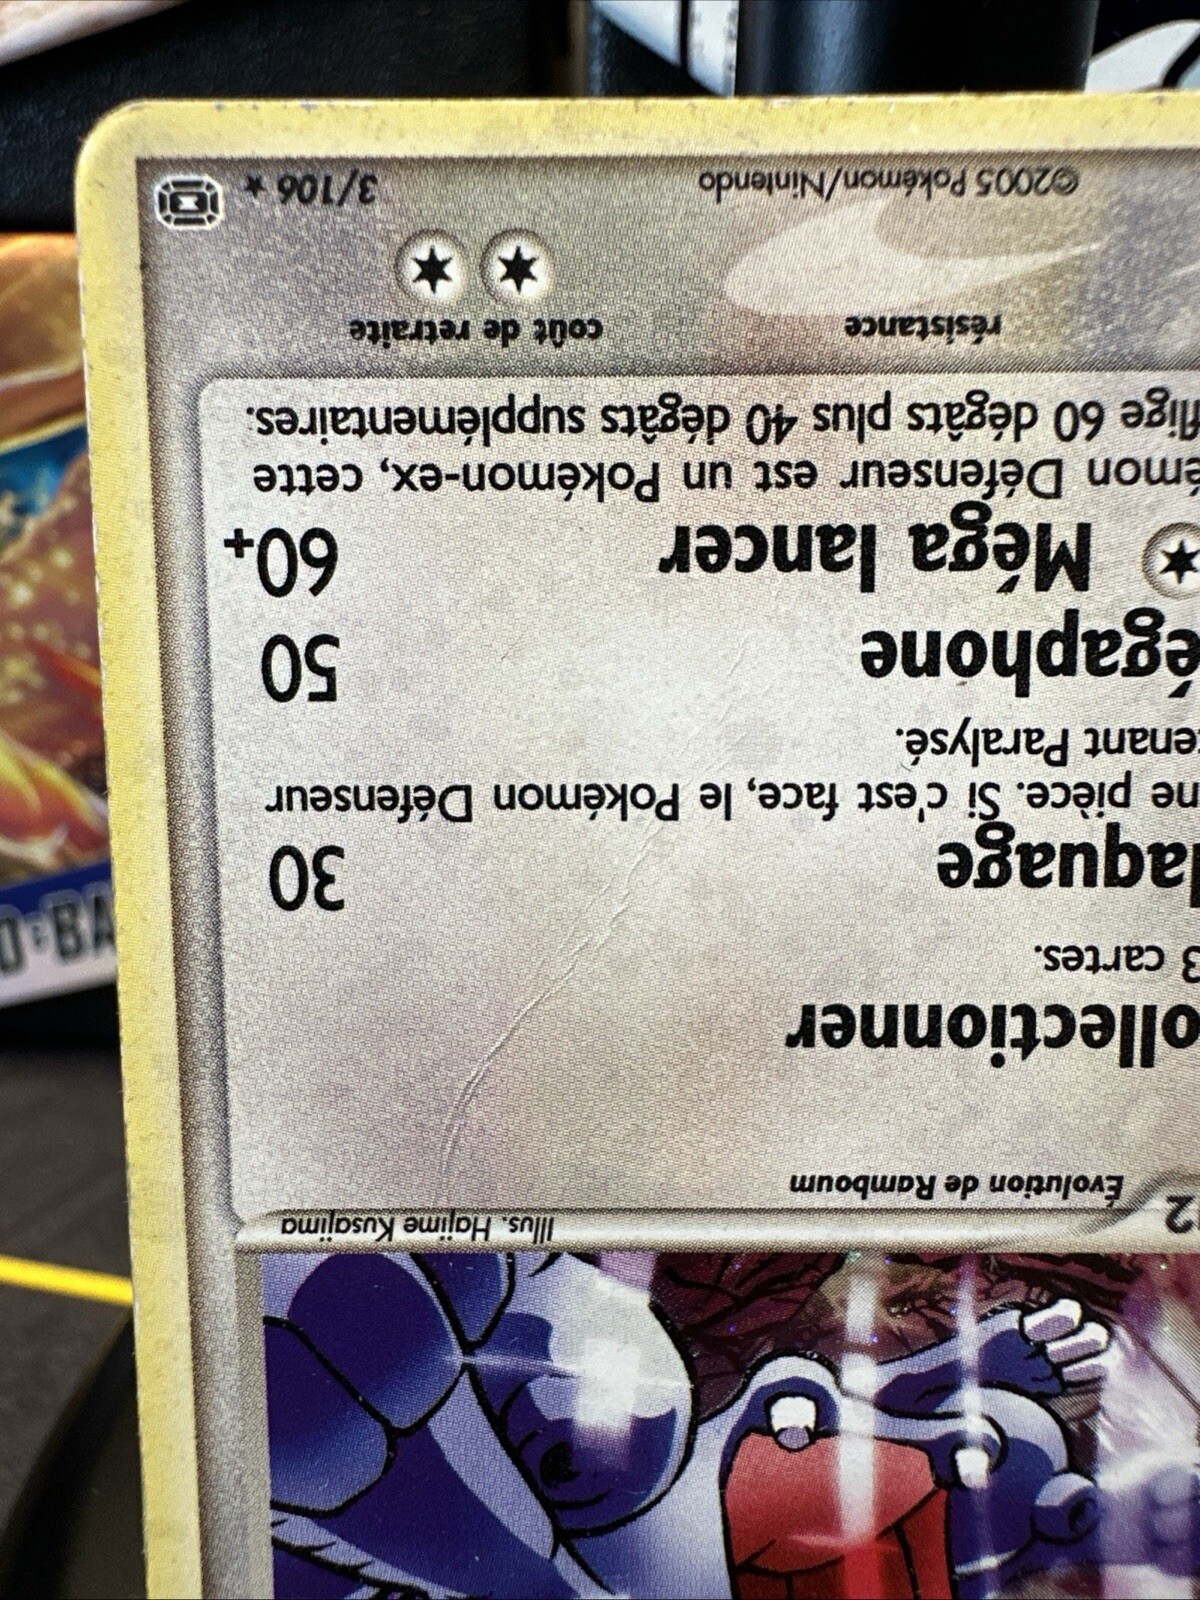 Illus. Hajime Kusajima
2
Évolution de Ramboum
ollectionner
3 cartes.
laquage 30
ne pièce. Si c'est face, le Pokémon Défenseur
tenant Paralysé.
égaphone 50
Méga lancer 60+
émon Défenseur est un Pokémon-ex, cette
flige 60 dégâts plus 40 dégâts supplémentaires.
résistance coût de retraite
©2005 Pokémon/Nintendo 3/106 ★
D-BA